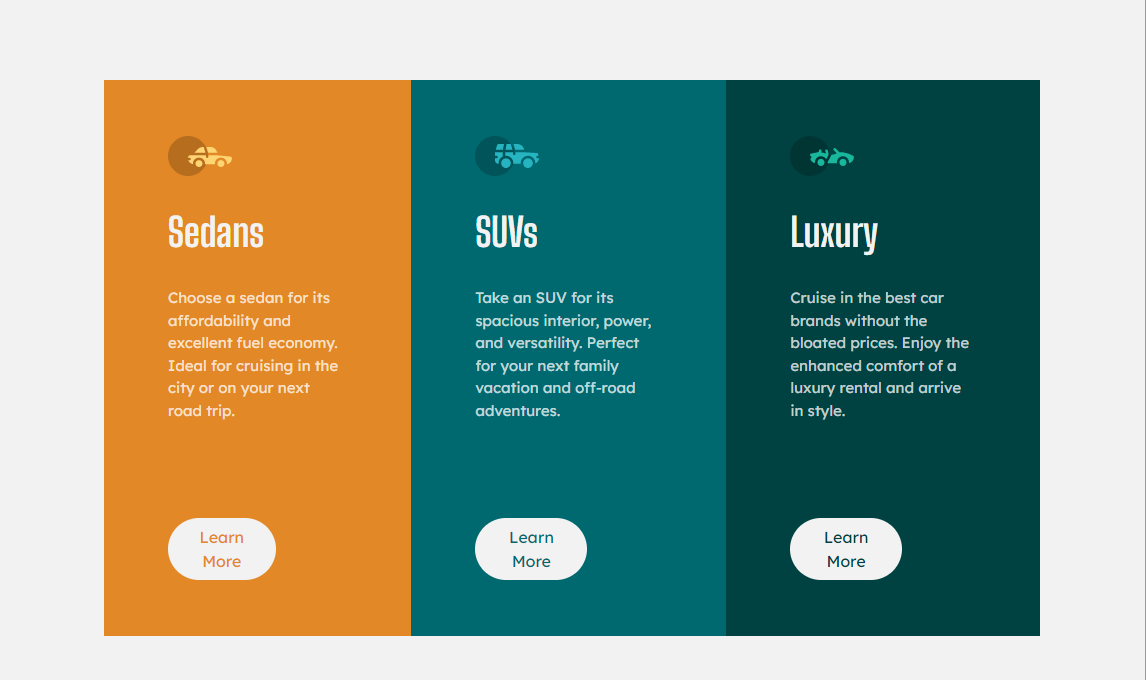 Sedans
Choose a sedan for its
affordability and
excellent fuel economy.
Ideal for cruising in the
city or on your next
road trip.
Learn
More
SUVs
Take an SUV for its
spacious interior, power,
and versatility. Perfect
for your next family
vacation and off-road
adventures.
Learn
More
Luxury
Cruise in the best car
brands without the
bloated prices. Enjoy the
enhanced comfort of a
luxury rental and arrive
in style.
Learn
More